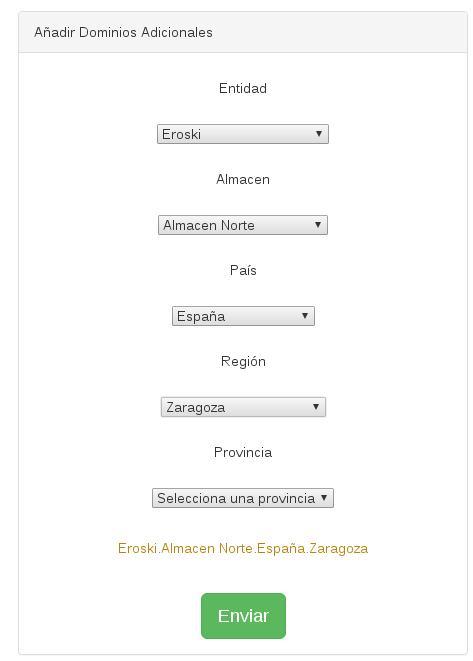 Añadir Dominios Adicionales
Entidad
Eroski
Almacen
Almacen Norte
País
España
Región
Zaragoza
Provincia
Selecciona una provincia
Eroski.Almacen Norte.España.Zaragoza
Enviar